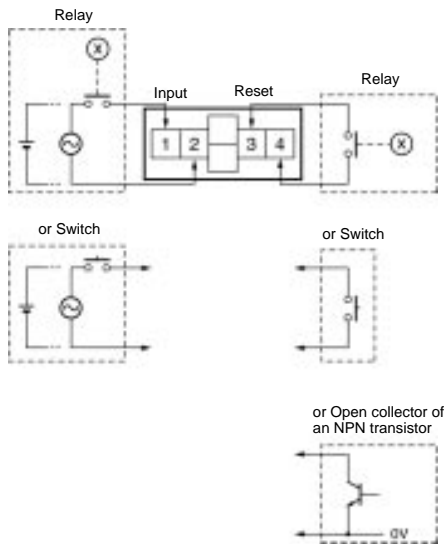 Relay
X
Input
Reset
Relay
1 2 3 4
X
or Switch
or Switch
or Open collector of
an NPN transistor
0V